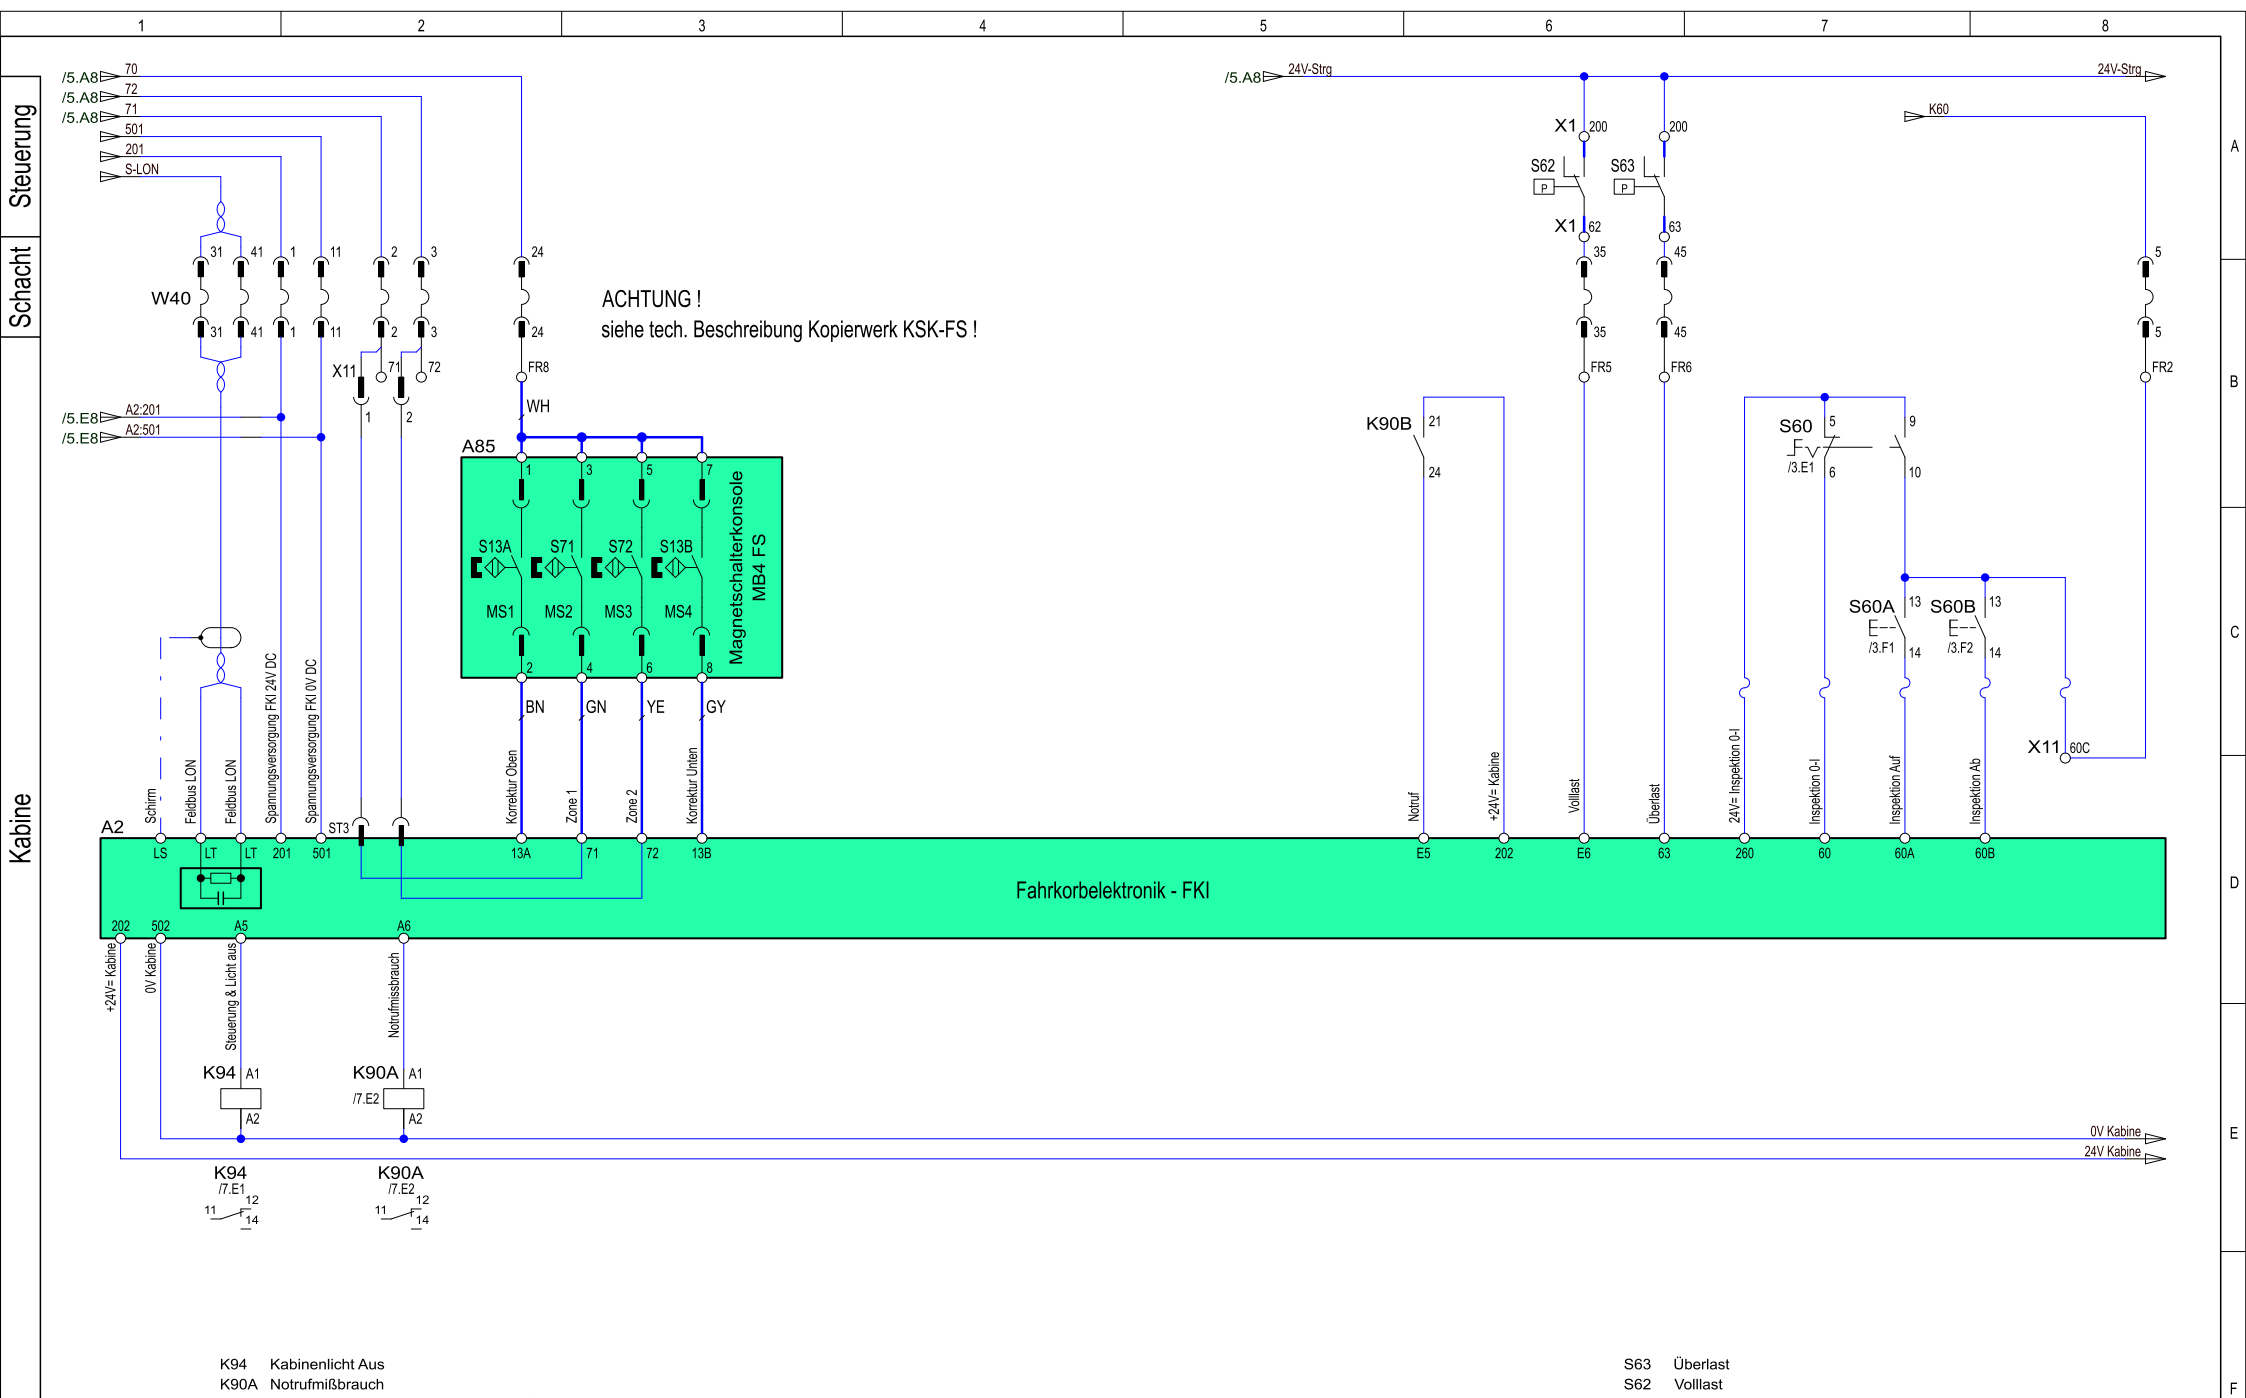 1 2 3 4 5 6 7 8
A
B
C
D
E
F
Steuerung
Schacht
Kabine
/5.A8 70
/5.A8 72
/5.A8 71
501
201
S-LON
/5.A8 24V-Strg 24V-Strg
K60
X1 200 200
S62 P S63 P
X1 62 63
31 41 1 11 2 3 24 35 45 5
W40
31 41 1 11 2 3 24 35 45 5
ACHTUNG !
siehe tech. Beschreibung Kopierwerk KSK-FS !
X11 71 72 FR8 FR5 FR6 FR2
1 2
WH
/5.E8 A2:201
/5.E8 A2:501
K90B 21
24
S60 5 9
/3.E1 6 10
A85
1 3 5 7
S13A S71 S72 S13B
MS1 MS2 MS3 MS4
2 4 6 8
Magnetschalterkonsole
MB4 FS
BN GN YE GY
S60A 13 S60B 13
/3.F1 14 /3.F2 14
X11 60C
Schirm
Feldbus LON
Feldbus LON
Spannungsversorgung FKI 24V DC
Spannungsversorgung FKI 0V DC
Korrektur Oben
Zone 1
Zone 2
Korrektur Unten
Notruf
+24V= Kabine
Volllast
Überlast
24V= Inspektion 0-I
Inspektion 0-I
Inspektion Auf
Inspektion Ab
A2 ST3
LS LT LT 201 501 13A 71 72 13B E5 202 E6 63 260 60 60A 60B
Fahrkorbelektronik - FKI
202 502 A5 A6
+24V= Kabine
0V Kabine
Steuerung & Licht aus
Notrufmissbrauch
K94 A1 K90A A1
/7.E2
A2 A2
0V Kabine
24V Kabine
K94 K90A
/7.E1 /7.E2
12 12
11 14 11 14
K94 Kabinenlicht Aus
K90A Notrufmißbrauch
S63 Überlast
S62 Volllast